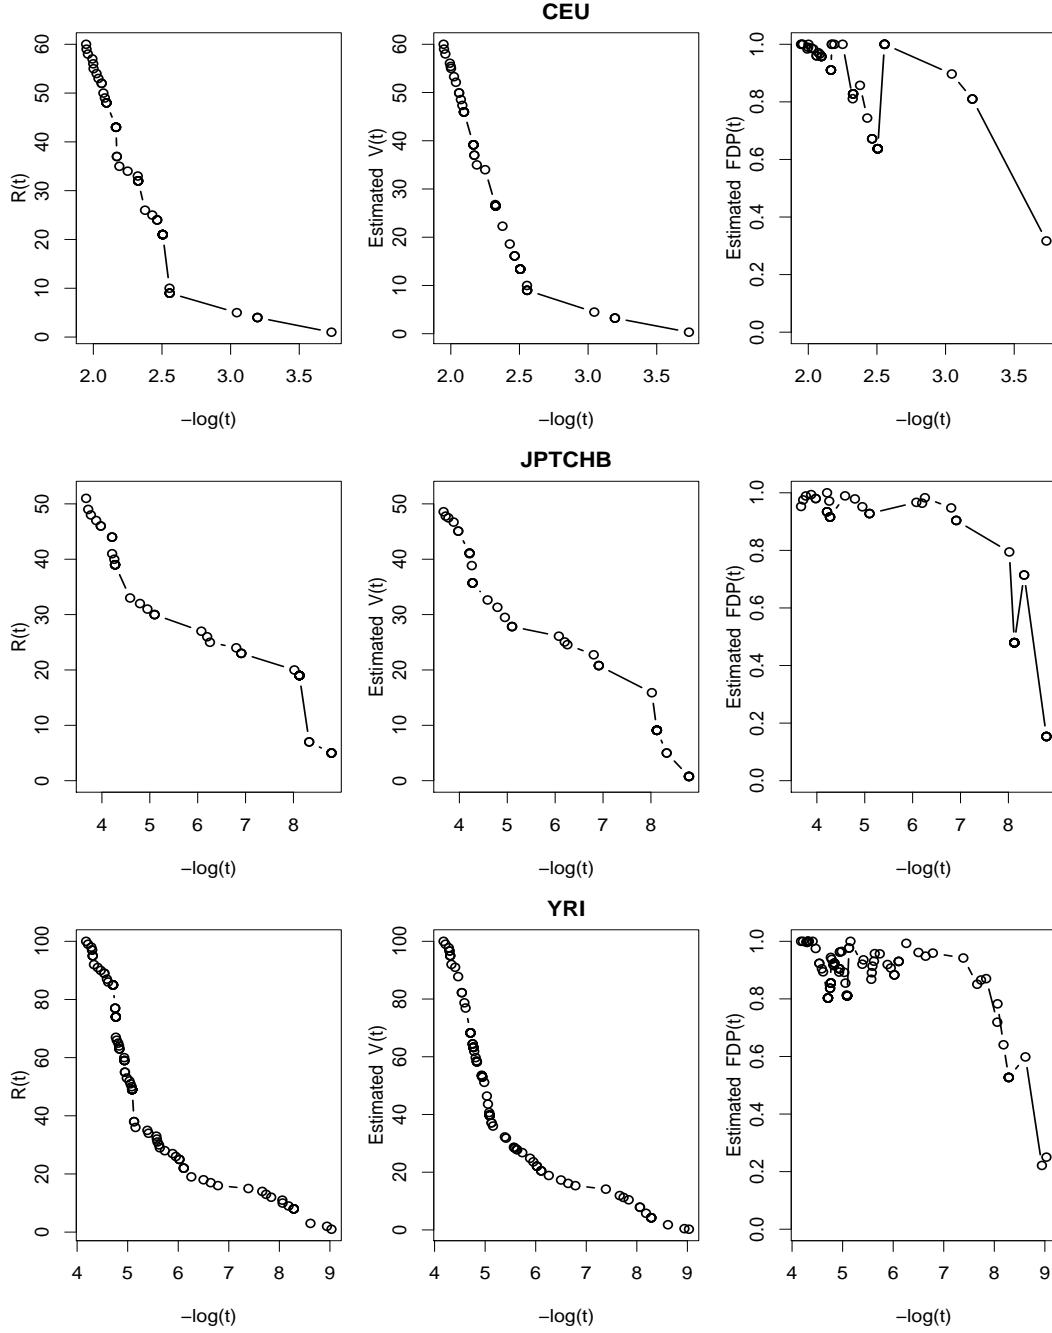 CEU
R(t)
0 10 20 30 40 50 60
2.0 2.5 3.0 3.5
−log(t)
Estimated V(t)
0 10 20 30 40 50 60
2.0 2.5 3.0 3.5
−log(t)
Estimated FDP(t)
0.0 0.2 0.4 0.6 0.8 1.0
2.0 2.5 3.0 3.5
−log(t)
JPTCHB
R(t)
0 10 20 30 40 50
4 5 6 7 8
−log(t)
Estimated V(t)
0 10 20 30 40 50
4 5 6 7 8
−log(t)
Estimated FDP(t)
0.0 0.2 0.4 0.6 0.8 1.0
4 5 6 7 8
−log(t)
YRI
R(t)
0 20 40 60 80 100
4 5 6 7 8 9
−log(t)
Estimated V(t)
0 20 40 60 80 100
4 5 6 7 8 9
−log(t)
Estimated FDP(t)
0.0 0.2 0.4 0.6 0.8 1.0
4 5 6 7 8 9
−log(t)